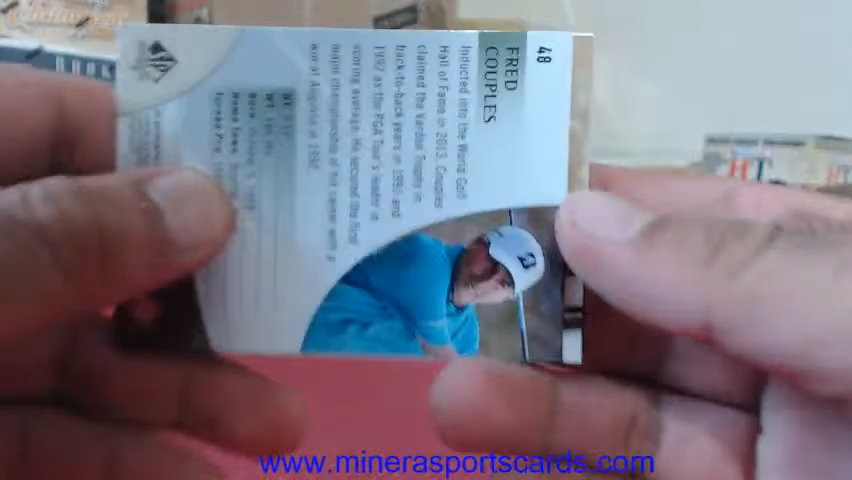 48
FRED
COUPLES
Inducted into the World Golf
Hall of Fame in 2013, Couples
claimed the Vardon Trophy in
back-to-back years in 1991 and
1992 as the PGA Tour's leader in
scoring average. He secured the first
major championship of his career with a
win at Augusta in 1992.
SP
HT
www.minerasportscards.com